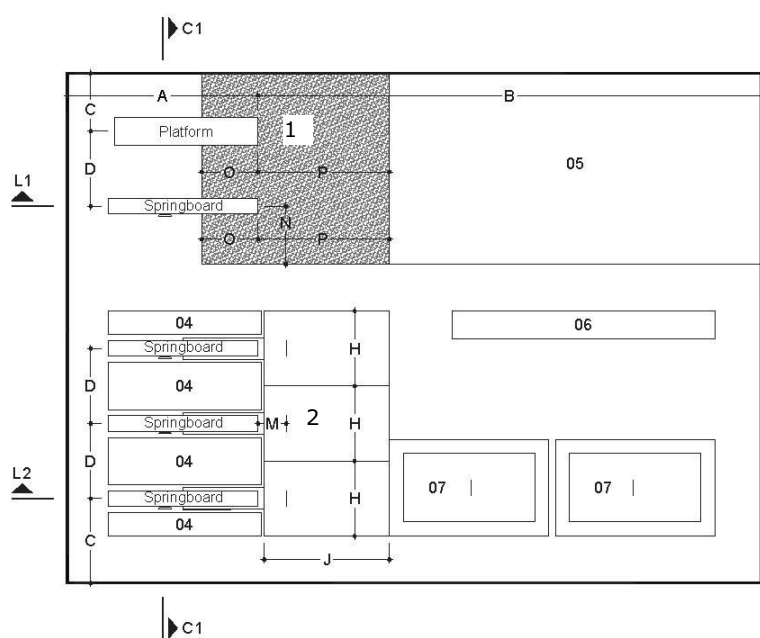 C1
A
B
C
Platform
1
D
O
P
05
L1
Springboard
N
O
P
04
06
Springboard
H
D
04
Springboard
M
2
H
D
04
07
07
L2
Springboard
H
04
C
J
C1